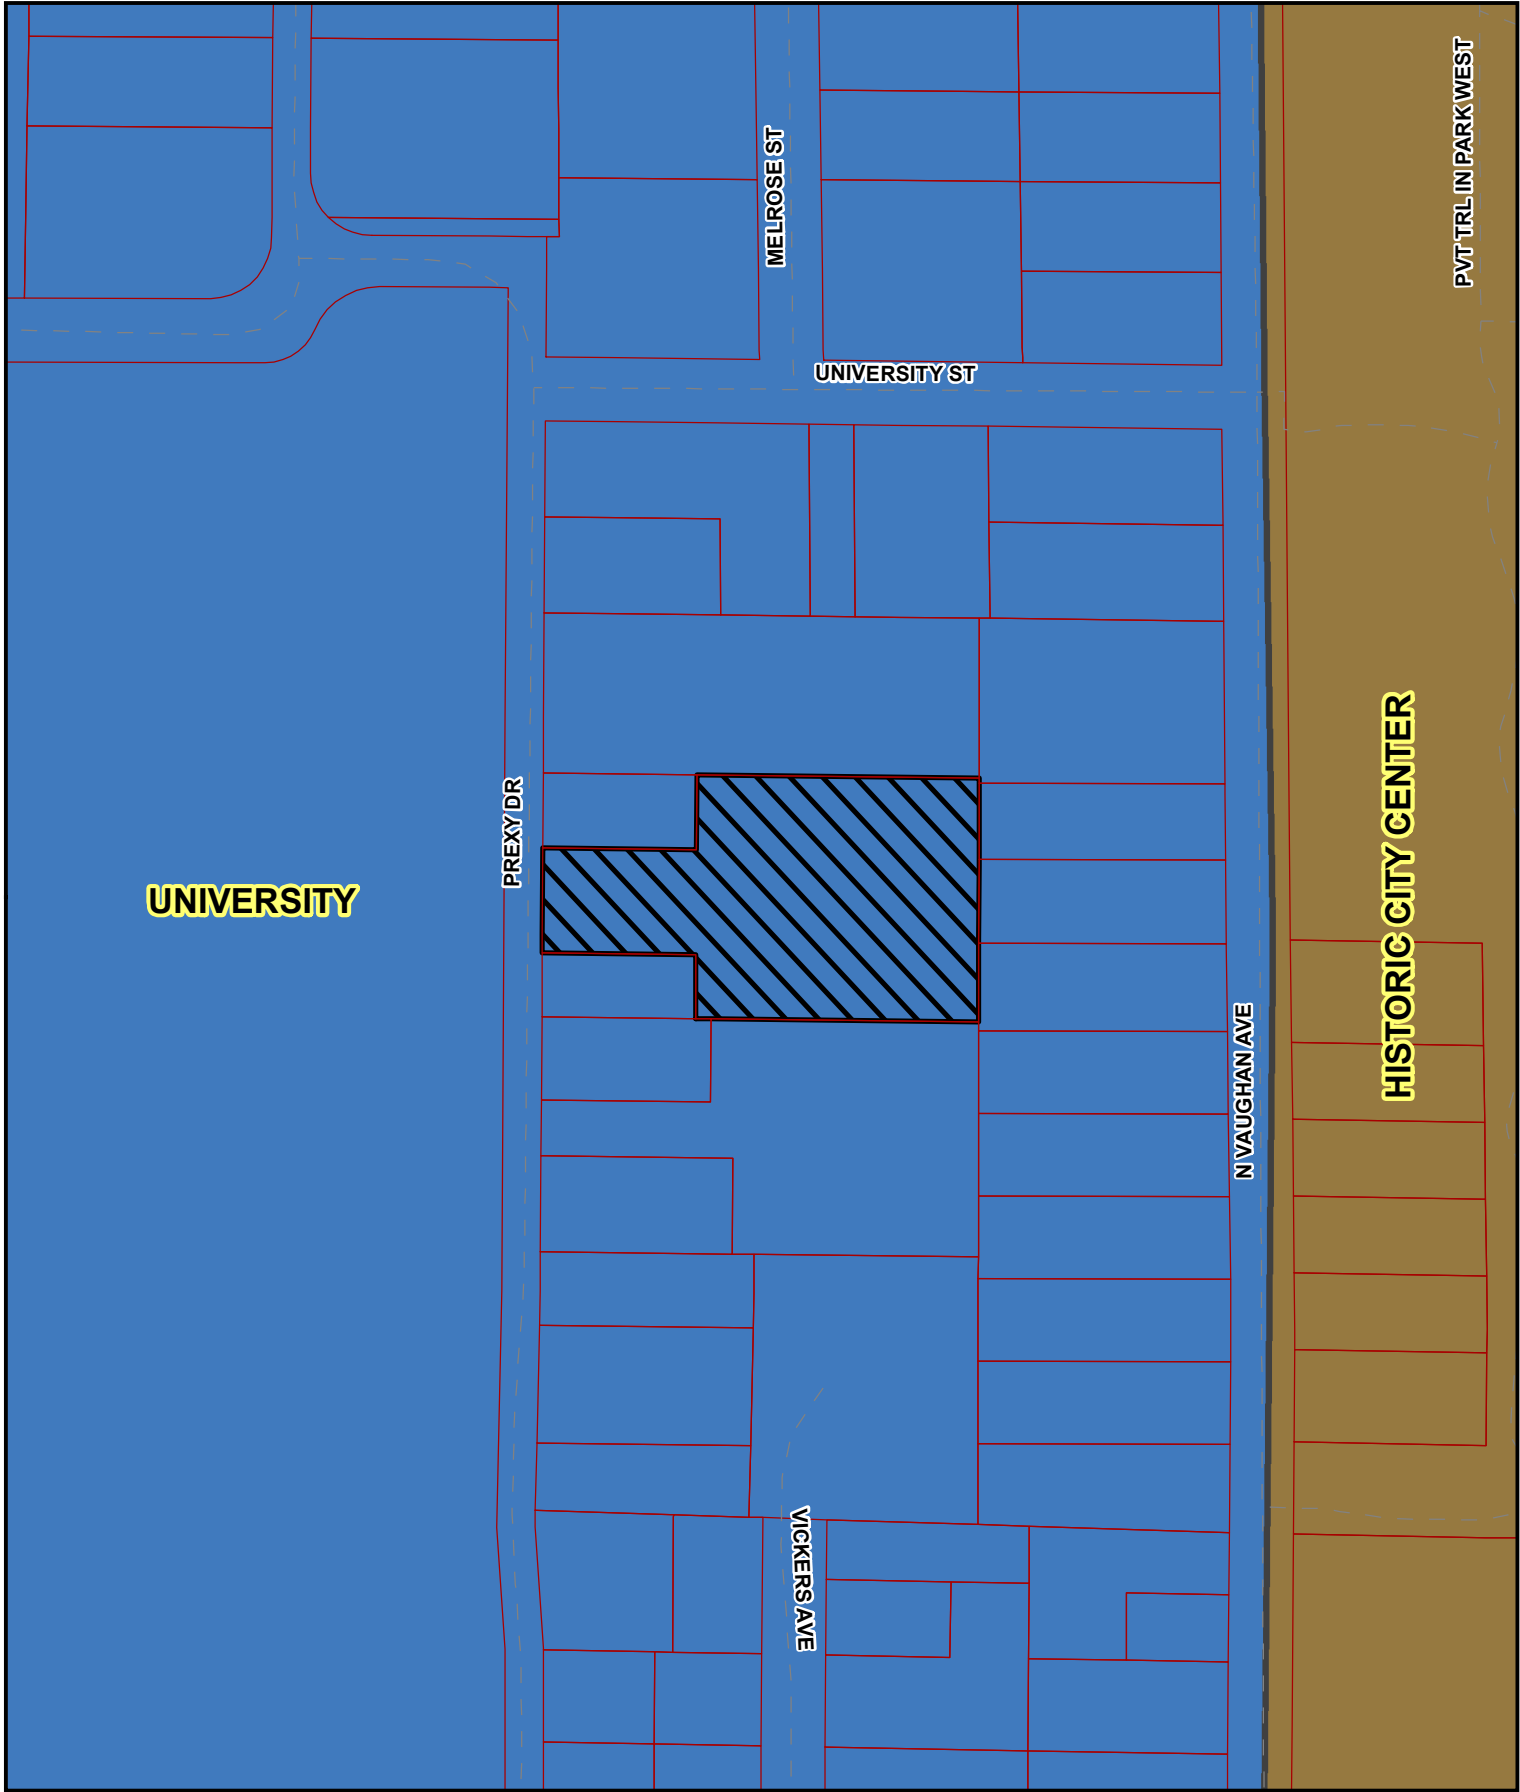 PVT TRL IN PARK WEST
MELROSE ST
UNIVERSITY ST
HISTORIC CITY CENTER
PREXY DR
UNIVERSITY
N VAUGHAN AVE
VICKERS AVE